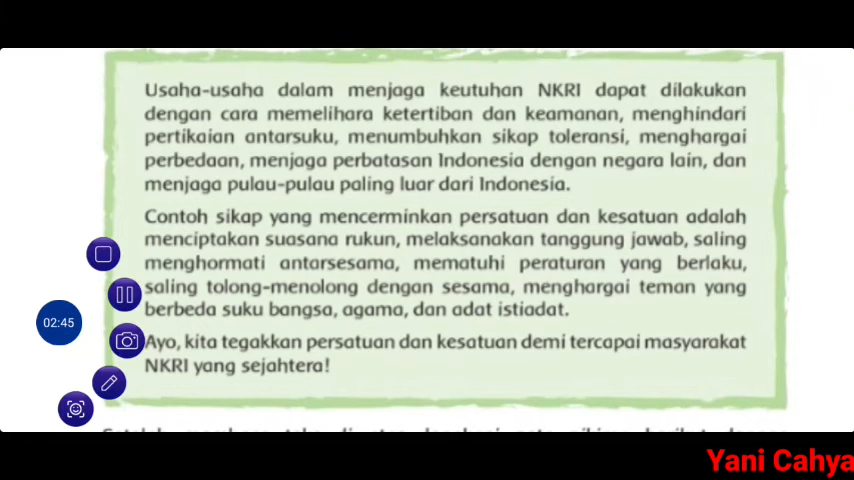 Usaha-usaha dalam menjaga keutuhan NKRI dapat dilakukan
dengan cara memelihara ketertiban dan keamanan, menghindari
pertikaian antarsuku, menumbuhkan sikap toleransi, menghargai
perbedaan, menjaga perbatasan Indonesia dengan negara lain, dan
menjaga pulau-pulau paling luar dari Indonesia.
Contoh sikap yang mencerminkan persatuan dan kesatuan adalah
menciptakan suasana rukun, melaksanakan tanggung jawab, saling
menghormati antarsesama, mematuhi peraturan yang berlaku,
saling tolong-menolong dengan sesama, menghargai teman yang
berbeda suku bangsa, agama, dan adat istiadat.
Ayo, kita tegakkan persatuan dan kesatuan demi tercapai masyarakat
NKRI yang sejahtera!
02:45
Yani Cahya